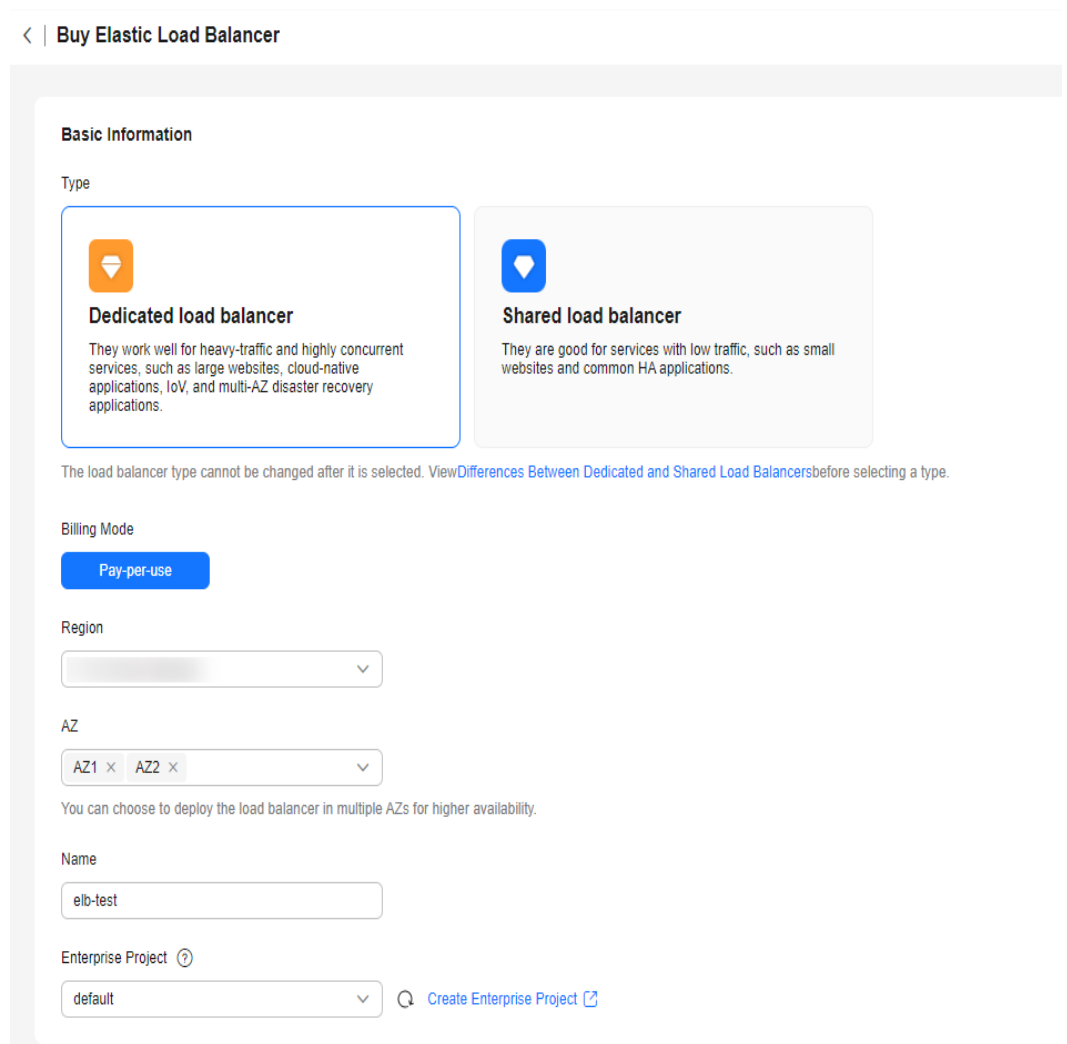 Buy Elastic Load Balancer
Basic Information
Type
Dedicated load balancer
They work well for heavy-traffic and highly concurrent
services, such as large websites, cloud-native
applications, IoV, and multi-AZ disaster recovery
applications.
Shared load balancer
They are good for services with low traffic, such as small
websites and common HA applications.
The load balancer type cannot be changed after it is selected. ViewDifferences Between Dedicated and Shared Load Balancersbefore selecting a type.
Billing Mode
Pay-per-use
Region
AZ
AZ1 × AZ2 ×
You can choose to deploy the load balancer in multiple AZs for higher availability.
Name
elb-test
Enterprise Project ?
default
Create Enterprise Project